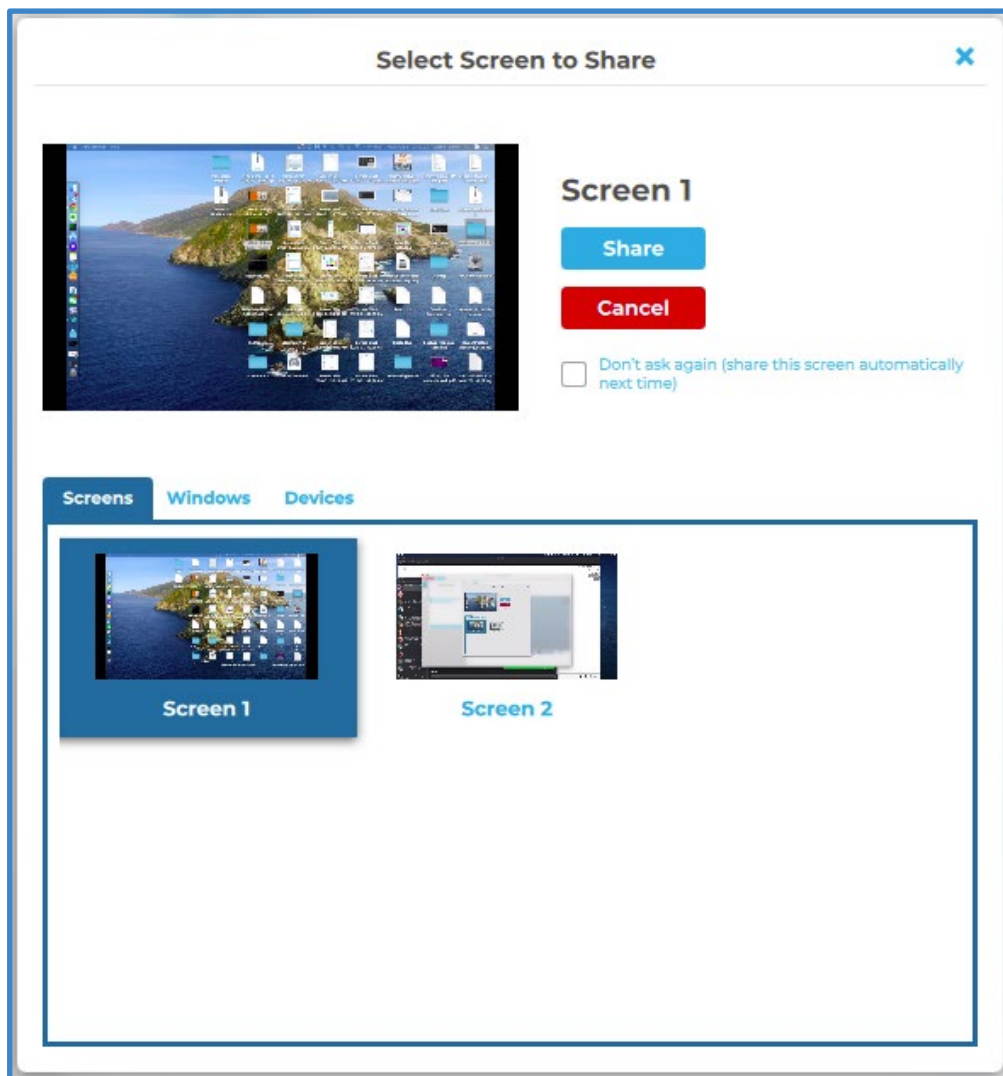 Select Screen to Share
Screen 1
Share
Cancel
Don't ask again (share this screen automatically
next time)
Screens Windows Devices
Screen 1 Screen 2